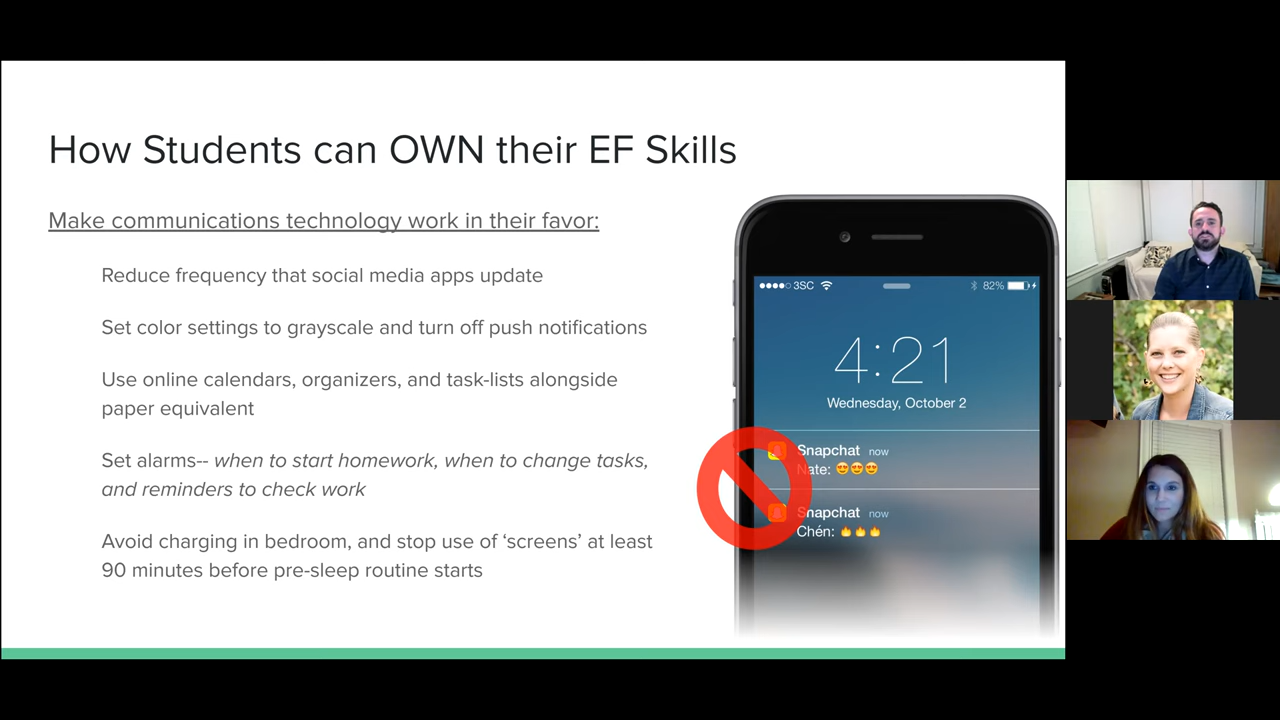 How Students can OWN their EF Skills
Make communications technology work in their favor:
Reduce frequency that social media apps update
Set color settings to grayscale and turn off push notifications
Use online calendars, organizers, and task-lists alongside
paper equivalent
Set alarms-- when to start homework, when to change tasks,
and reminders to check work
Avoid charging in bedroom, and stop use of ‘screens’ at least
90 minutes before pre-sleep routine starts
3SC 82%
4:21
Wednesday, October 2
Snapchat now
Nate: 😍😍😍
Snapchat now
Chén: 🔥🔥🔥